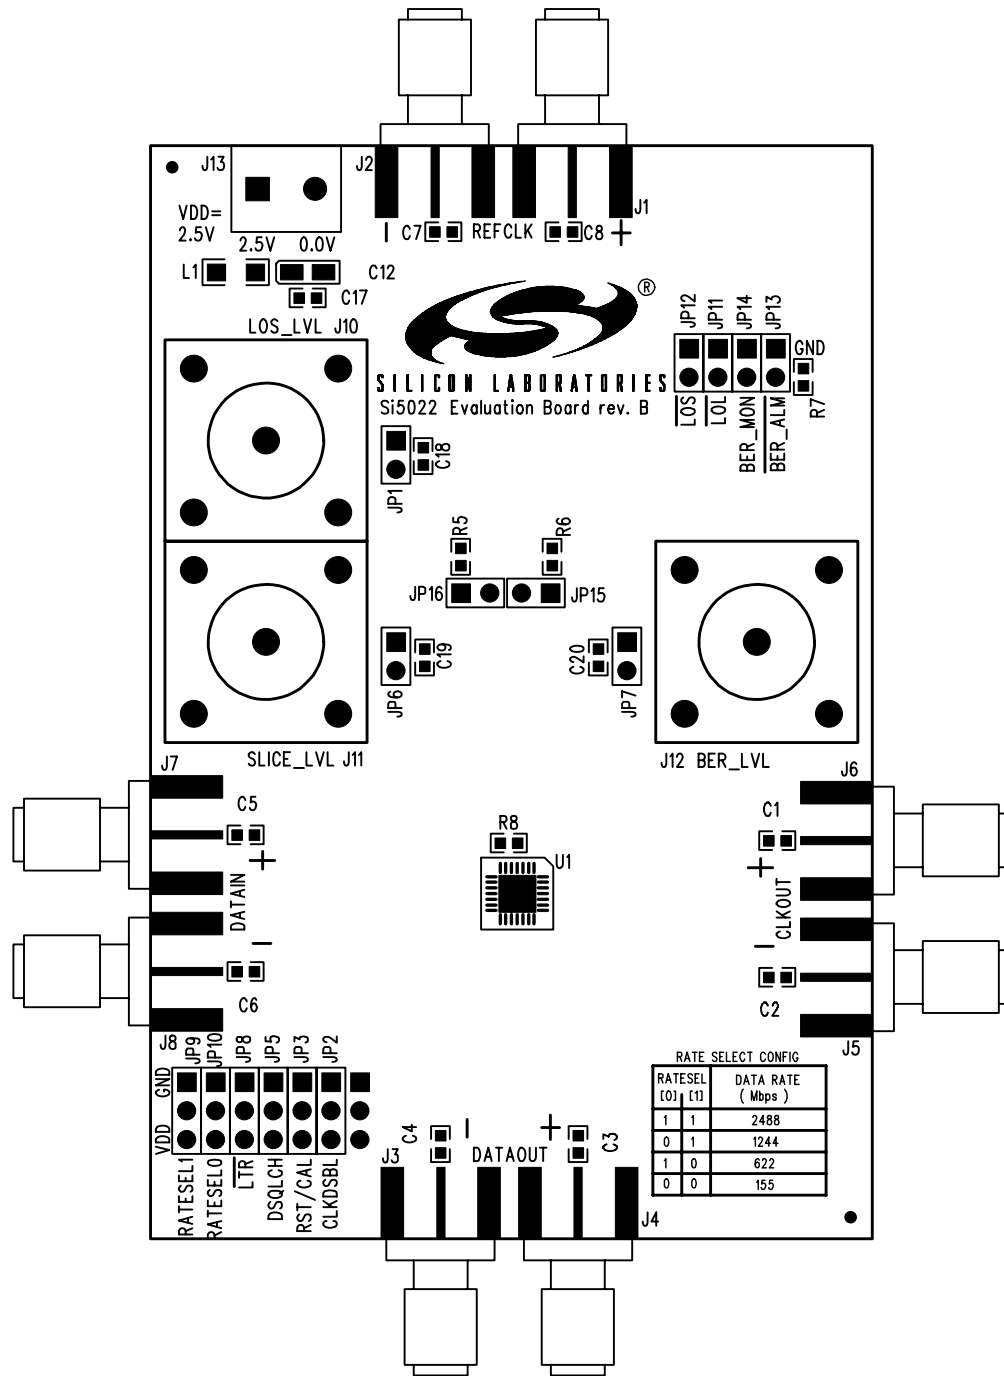 J13
J2
J1
VDD=
2.5V
2.5V
0.0V
C7
REFCLK
C8
−
+
L1
C12
C17
®
LOS_LVL J10
SILICON LABORATORIES
Si5022 Evaluation Board rev. B
JP12
JP11
JP14
JP13
GND
R7
LOS
LOL
BER_MON
BER_ALM
JP1
C18
R5
R6
JP16
JP15
JP6
C19
C20
JP7
SLICE_LVL J11
J12 BER_LVL
J7
J6
C5
R8
C1
U1
+
+
DATAIN
CLKOUT
−
−
C6
C2
J8
J5
JP9
JP10
JP8
JP5
JP3
JP2
GND
VDD
RATESEL1
RATESEL0
LTR
DSQLCH
RST/CAL
CLKDSBL
C4
−
+
C3
DATAOUT
J3
J4
RATE SELECT CONFIG
RATESEL DATA RATE
[0] [1] ( Mbps )
1 1 2488
0 1 1244
1 0 622
0 0 155